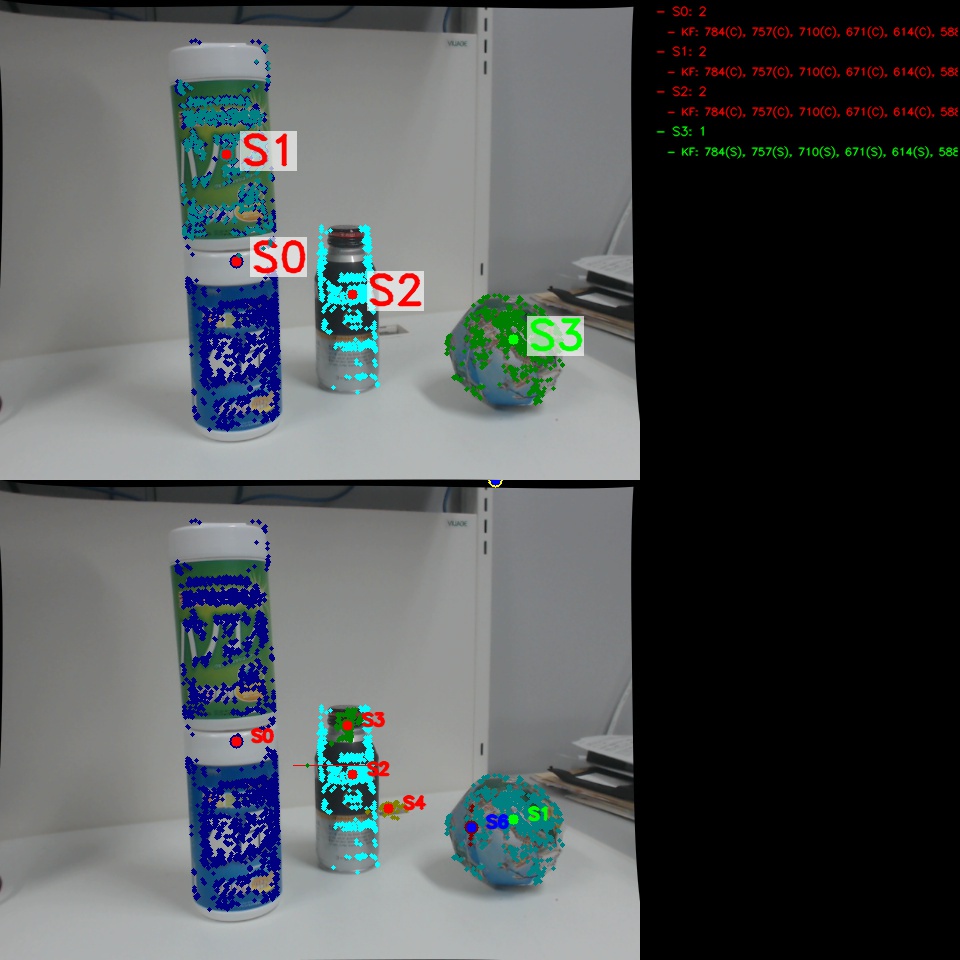 S0: 2
KF: 784(C), 757(C), 710(C), 671(C), 614(C), 588
S1: 2
KF: 784(C), 757(C), 710(C), 671(C), 614(C), 588
S2: 2
KF: 784(C), 757(C), 710(C), 671(C), 614(C), 588
S3: 1
KF: 784(S), 757(S), 710(S), 671(S), 614(S), 588
S1
S0
S2
S3
S3
S0
S2
S4
S1
S6